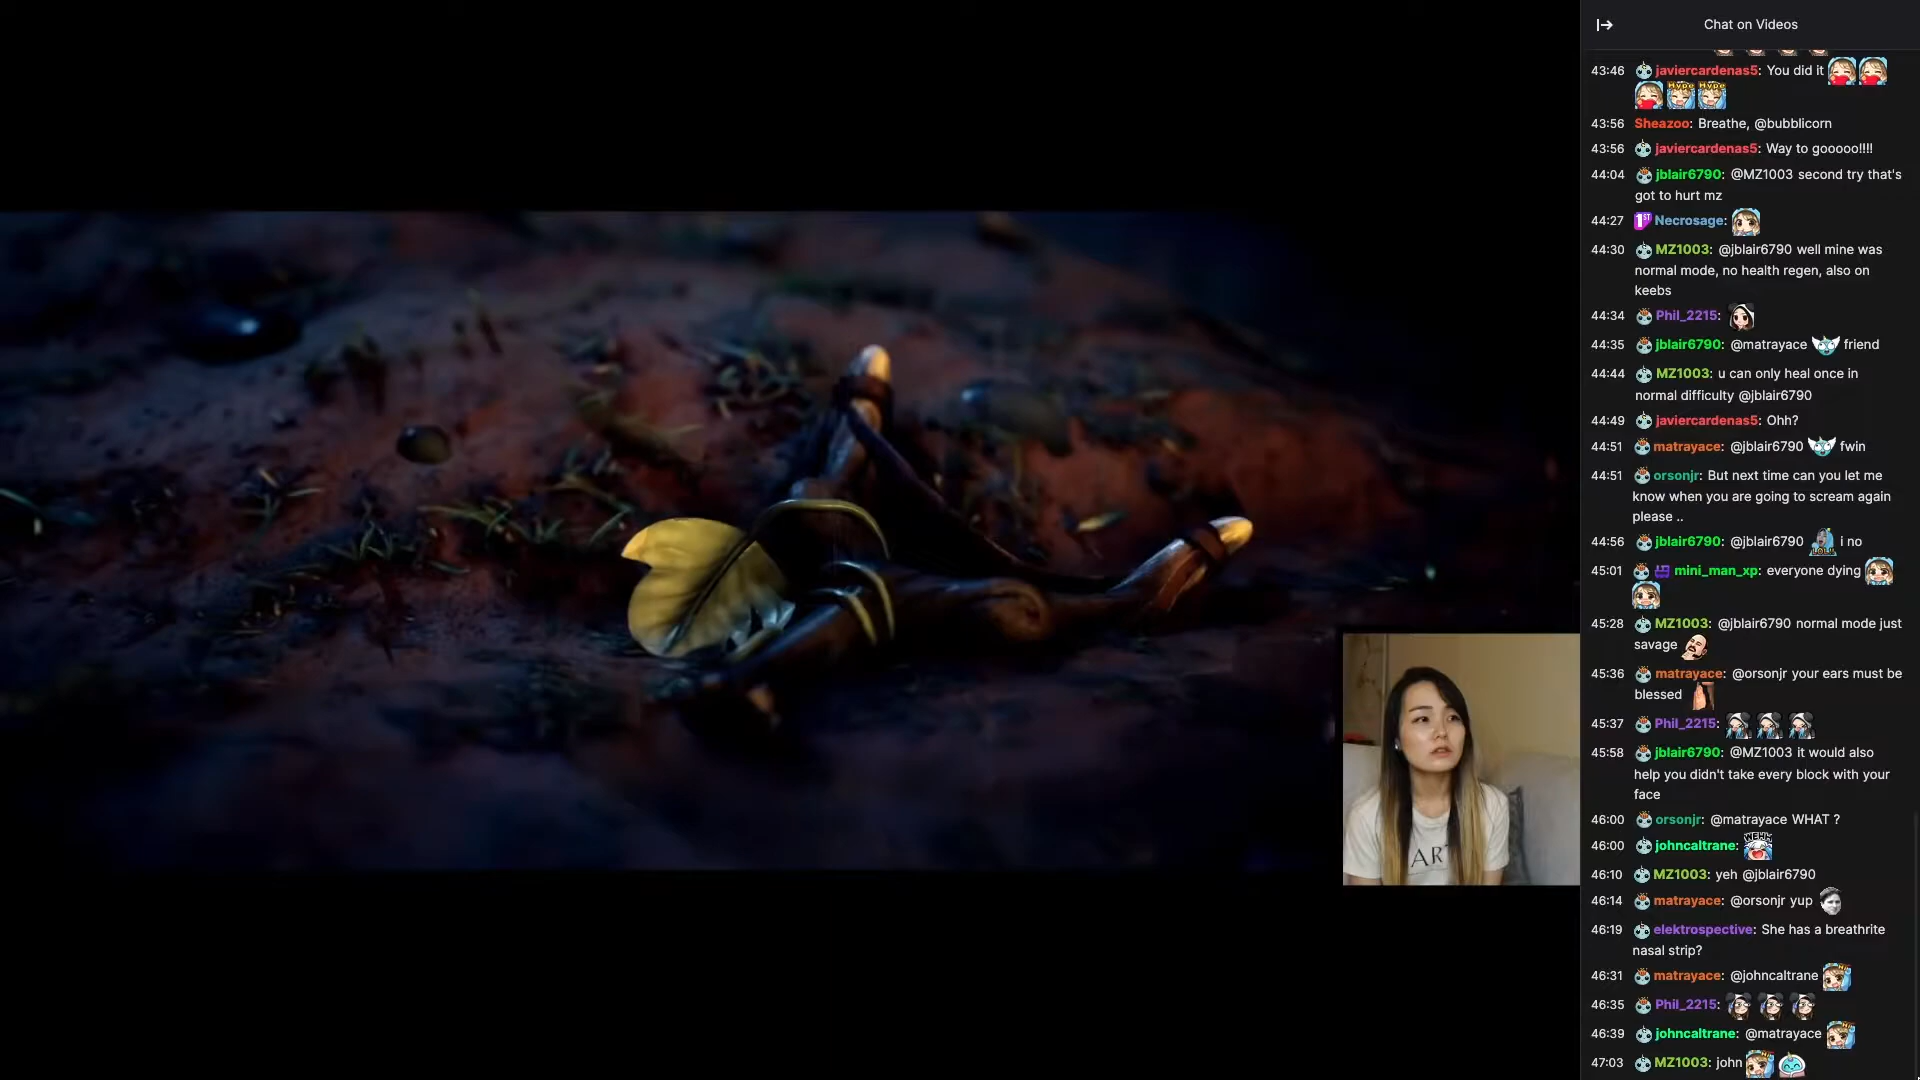 Chat on Videos
43:46 javiercardenas5: You did it
HYPE HYPE
43:56 Sheazoo: Breathe, @bubblicorn
43:56 javiercardenas5: Way to gooooo!!!!
44:04 jblair6790: @MZ1003 second try that's
got to hurt mz
44:27 1ST Necrosage:
44:30 MZ1003: @jblair6790 well mine was
normal mode, no health regen, also on
keebs
44:34 Phil_2215:
44:35 jblair6790: @matrayace friend
44:44 MZ1003: u can only heal once in
normal difficulty @jblair6790
44:49 javiercardenas5: Ohh?
44:51 matrayace: @jblair6790 fwin
44:51 orsonjr: But next time can you let me
know when you are going to scream again
please ..
44:56 jblair6790: @jblair6790 LOLU i no
45:01 mini_man_xp: everyone dying
45:28 MZ1003: @jblair6790 normal mode just
savage
45:36 matrayace: @orsonjr your ears must be
blessed
45:37 Phil_2215:
45:58 jblair6790: @MZ1003 it would also
help you didn't take every block with your
face
46:00 orsonjr: @matrayace WHAT ?
46:00 johncaltrane:
46:10 MZ1003: yeh @jblair6790
46:14 matrayace: @orsonjr yup
46:19 elektrospective: She has a breathrite
nasal strip?
46:31 matrayace: @johncaltrane HI
46:35 Phil_2215:
46:39 johncaltrane: @matrayace HI
47:03 MZ1003: john HI
ART